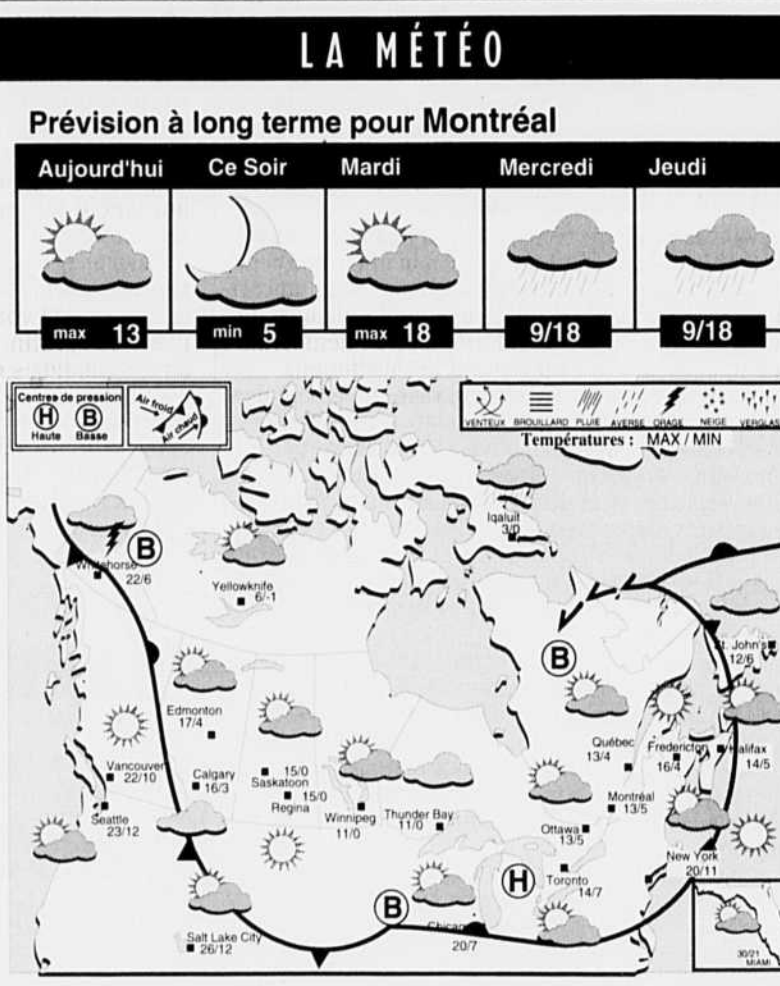 LA MÉTÉO
Prévision à long terme pour Montréal
Aujourd'hui Ce Soir Mardi Mercredi Jeudi
max 13 min 5 max 18 9/18 9/18
Centres de pression
H B
Haute Basse
Air froid
Air chaud
VENTEUX BROUILLARD PLUIE AVERSE ORAGE NEIGE VERGLAS
Températures : MAX / MIN
Iqaluit
3/0
B
Whitehorse
22/6
Yellowknife
6/-1
B
St. John's
12/6
Edmonton
17/4
Québec
13/4
Fredericton
16/4
Halifax
14/5
Vancouver
22/10
Calgary
16/3
15/0
Saskatoon
15/0
Regina
Winnipeg
11/0
Thunder Bay
11/0
Montréal
13/5
Seattle
23/12
Ottawa
13/5
New York
20/11
H
Toronto
14/7
B
Chicag
20/7
Salt Lake City
26/12
30/21
MIAMI